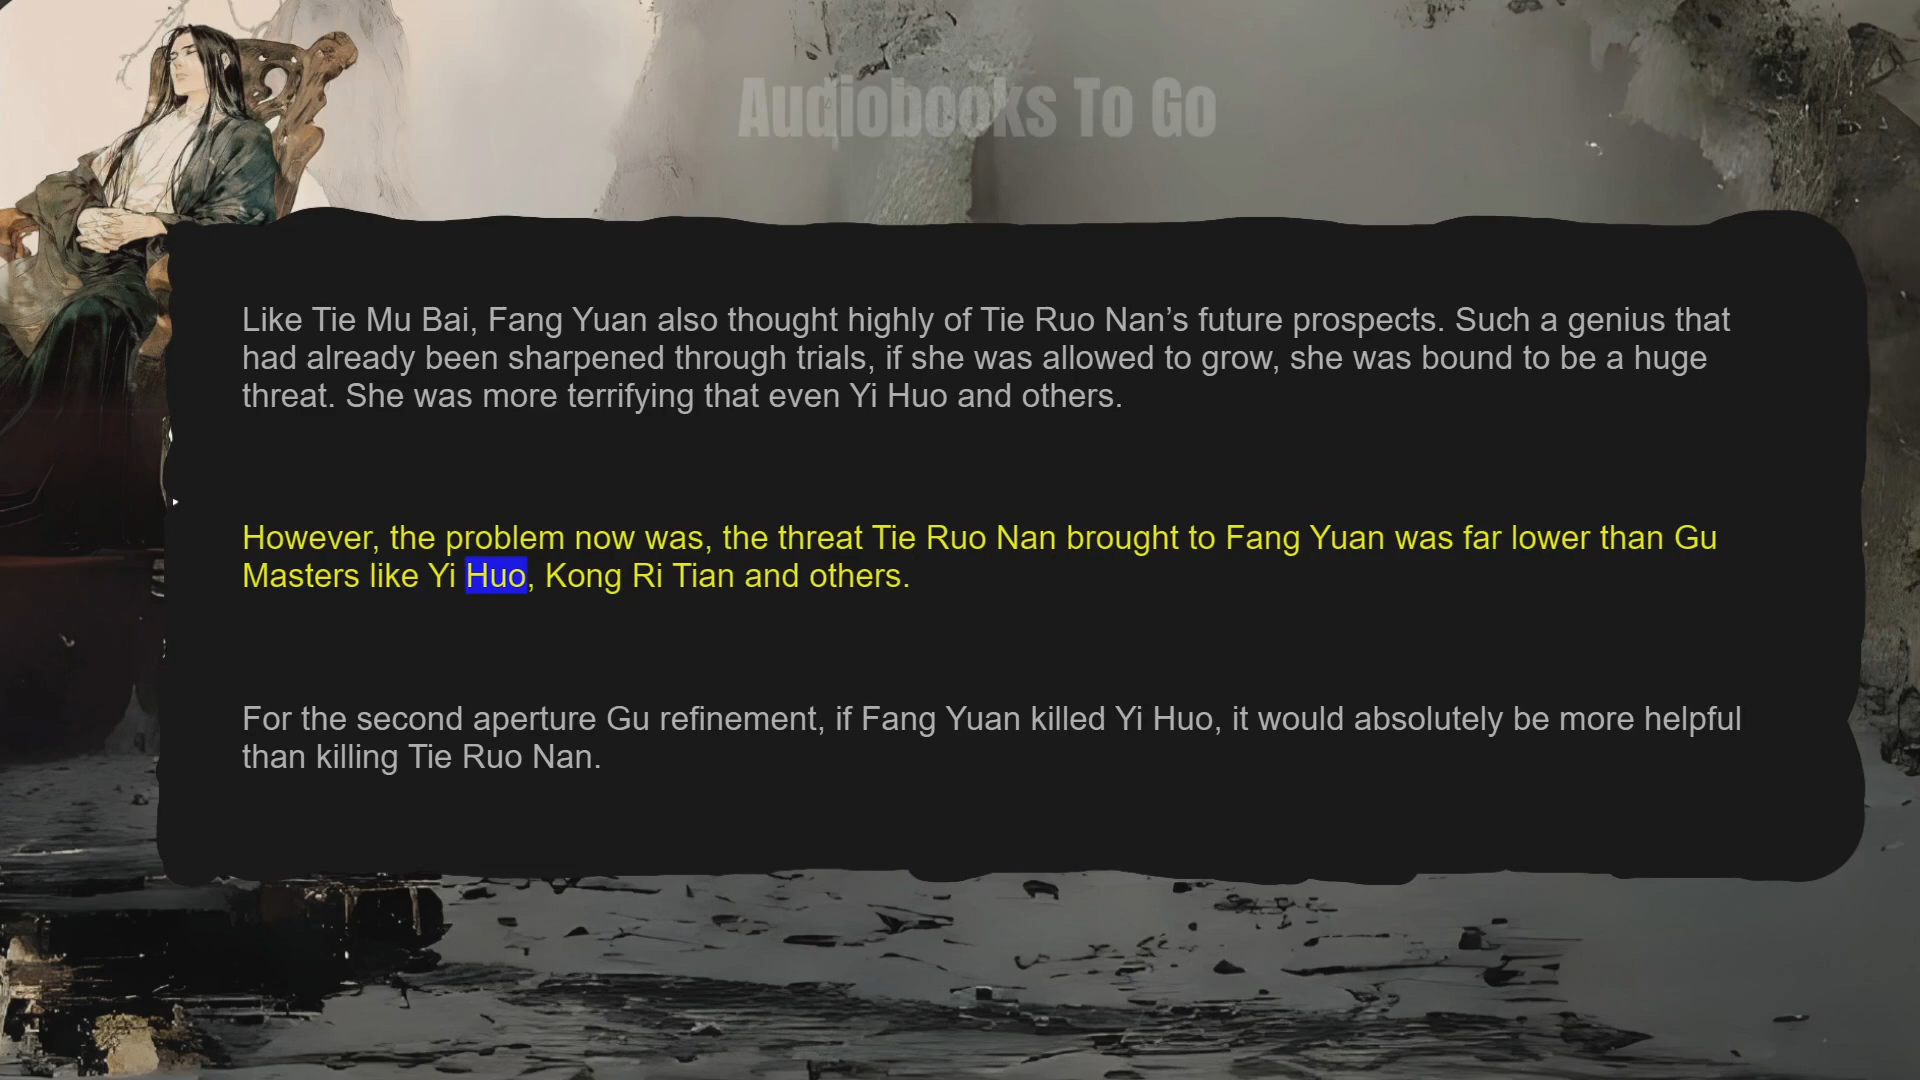 Audiobooks To Go
Like Tie Mu Bai, Fang Yuan also thought highly of Tie Ruo Nan’s future prospects. Such a genius that
had already been sharpened through trials, if she was allowed to grow, she was bound to be a huge
threat. She was more terrifying that even Yi Huo and others.
However, the problem now was, the threat Tie Ruo Nan brought to Fang Yuan was far lower than Gu
Masters like Yi Huo, Kong Ri Tian and others.
For the second aperture Gu refinement, if Fang Yuan killed Yi Huo, it would absolutely be more helpful
than killing Tie Ruo Nan.